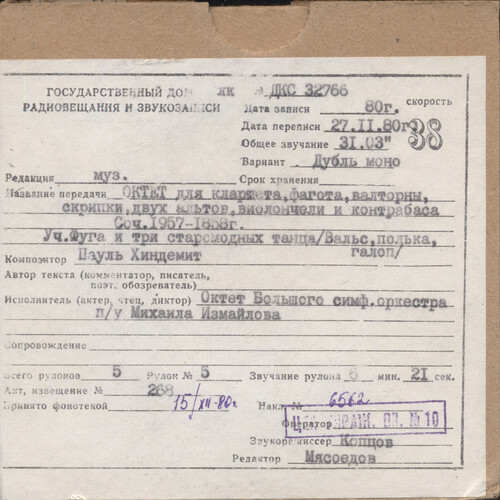 ГОСУДАРСТВЕННЫЙ ДОМ ЯК ДКС 32766
РАДИОВЕЩАНИЯ И ЗВУКОЗАПИСИ Дата записи 80г. скорость
Дата переписи 27.II.80г. 38
Общее звучание 31.03"
Вариант Дубль моно
Редакция муз. Срок хранения
Название передачи ОКТЕТ для кларнета,фагота,валторны,
скрипки,двух альтов,виолончели и контрабаса
Соч.1957-1858г.
Уч.Фуга и три старомодных танца/Вальс,полька,
Композитор Пауль Хиндемит галоп/
Автор текста (комментатор, писатель,
поэт, обозреватель)
Исполнитель (актер, чтец, диктор) Октет Большого симф.оркестра
п/у Михаила Измайлова
Сопровождение
Всего рулонов 5 Рулон № 5 Звучание рулона 6 мин. 21 сек.
Акт, извещение № 268
Принято фонотекой 15/XII-80г. Накл. № 6562
Оператор № 10
Звукорежиссер Копцов
Редактор Мясоедов